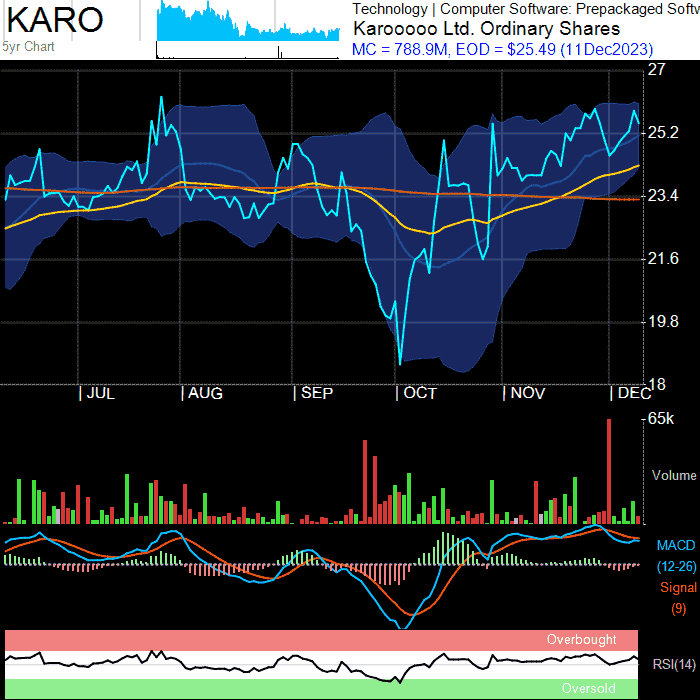 KARO
5yr Chart
Technology | Computer Software: Prepackaged Softw
Karooooo Ltd. Ordinary Shares
MC = 788.9M, EOD = $25.49 (11Dec2023)
27
25.2
23.4
21.6
19.8
18
JUL AUG SEP OCT NOV DEC
65k
Volume
MACD
(12-26)
Signal
(9)
Overbought
RSI(14)
Oversold